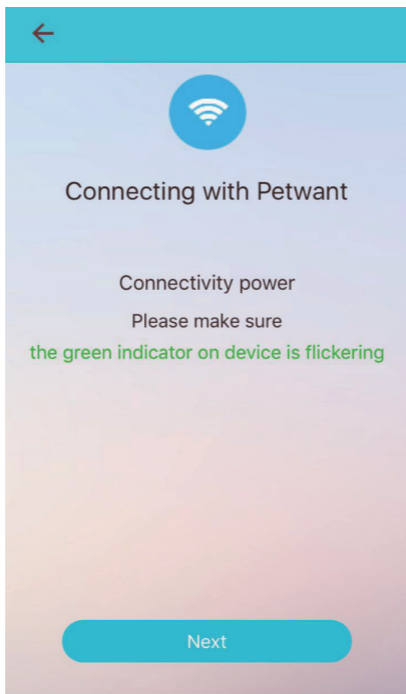 Connecting with Petwant
Connectivity power
Please make sure
the green indicator on device is flickering
Next